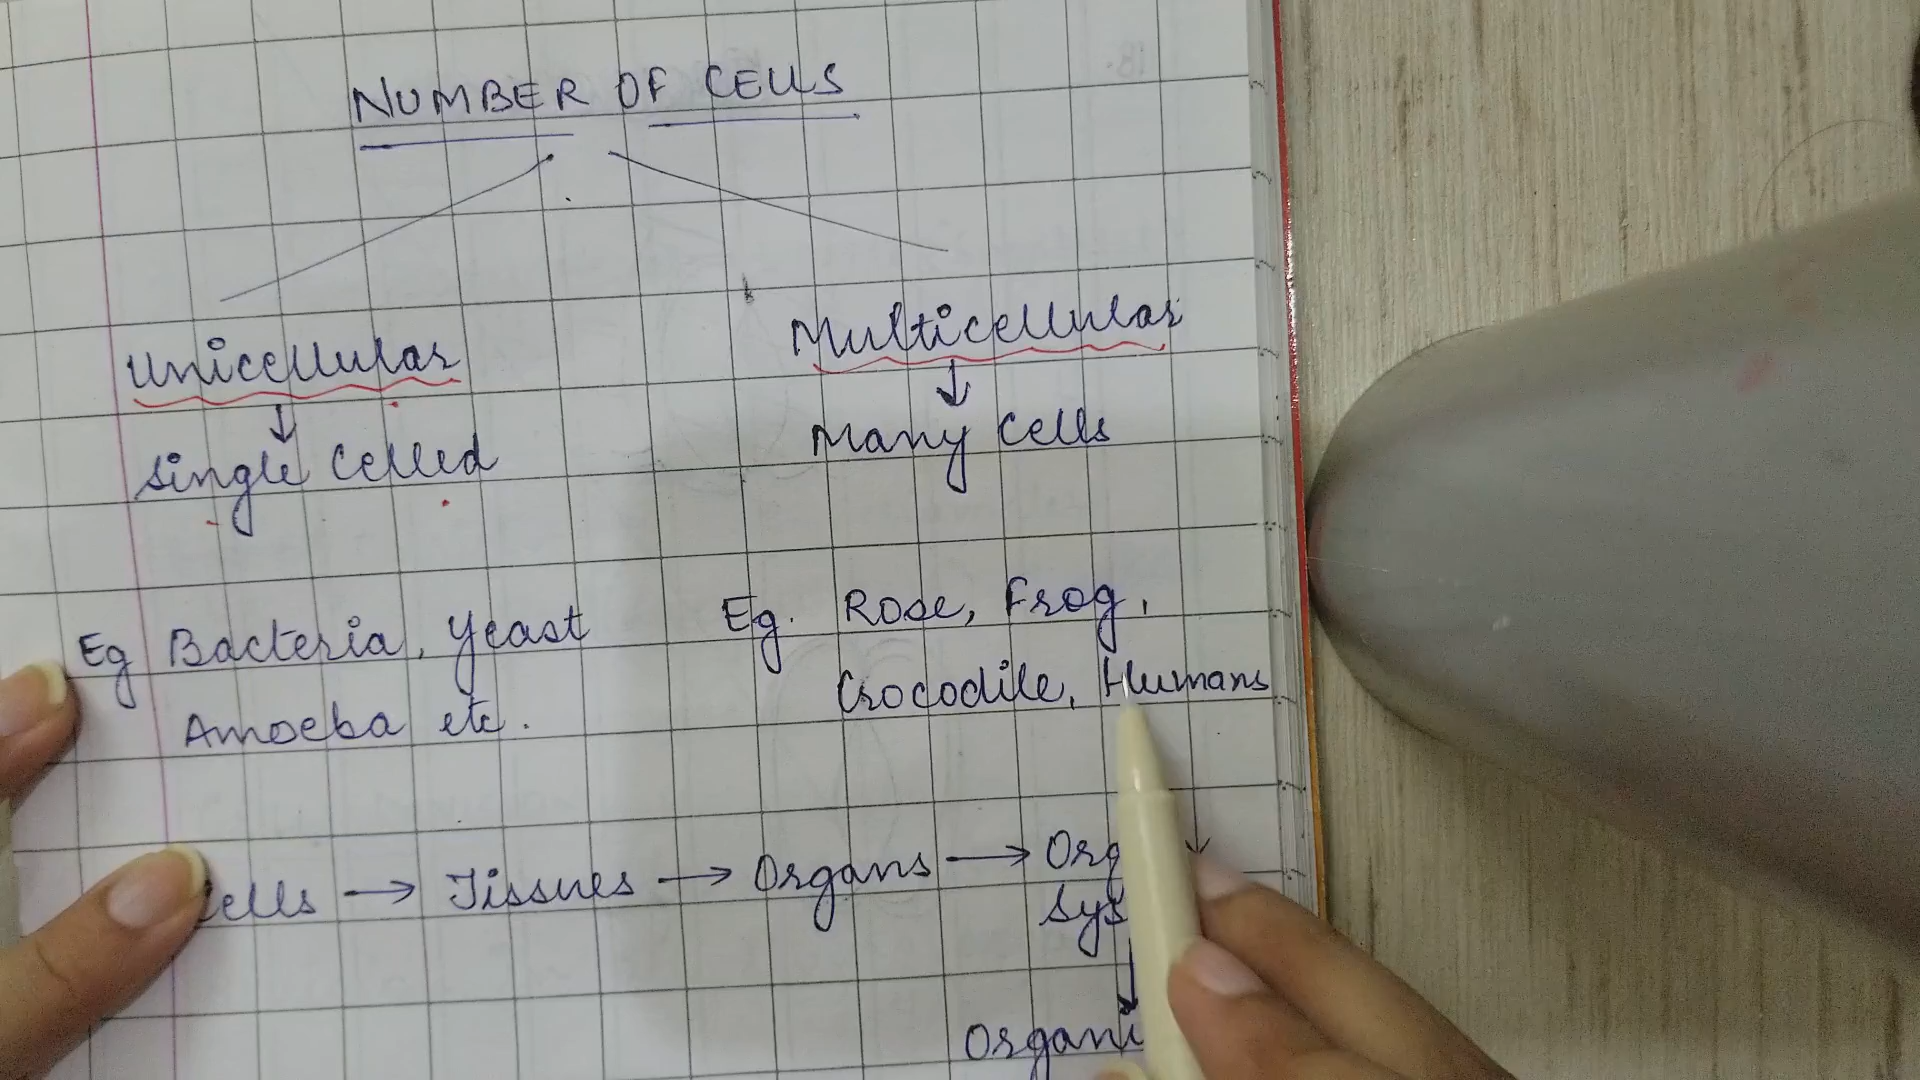 NUMBER OF CELLS
Unicellular
Multicellular
Single Celled
Many Cells
Eg Bacteria, Yeast
Amoeba etc.
Eg. Rose, Frog,
Crocodile, Humans
Cells → Tissues → Organs →